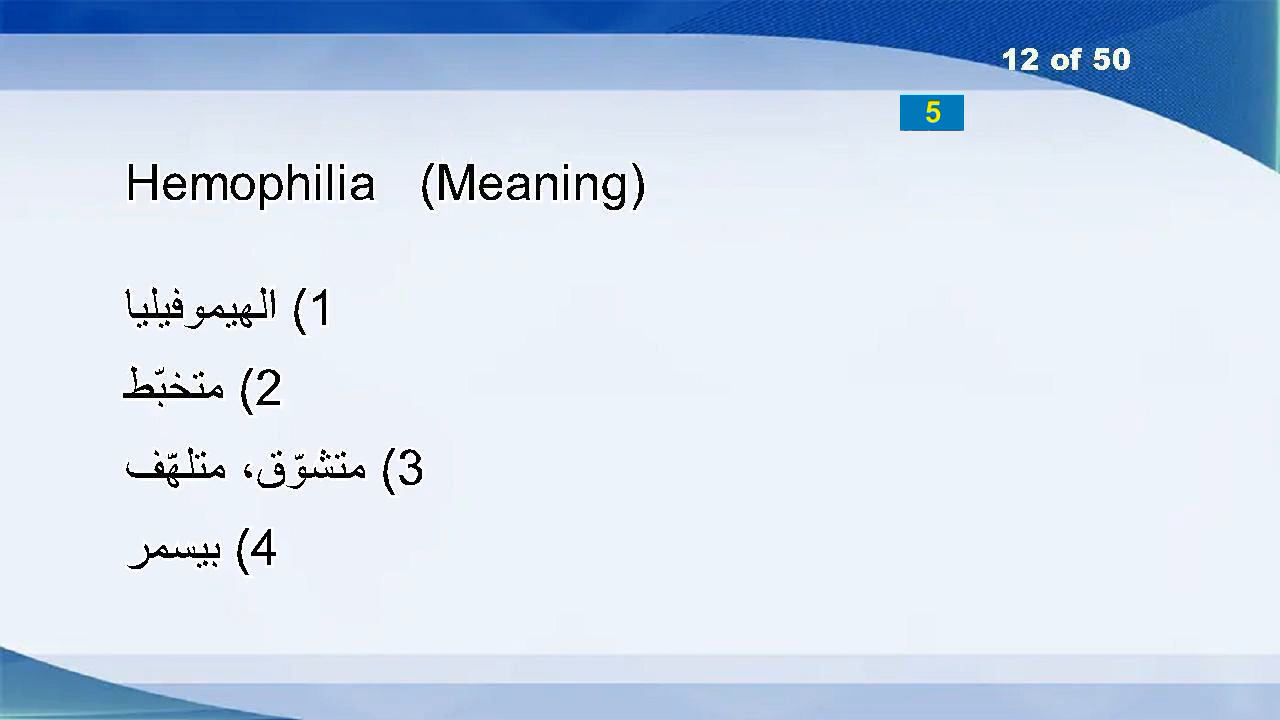 12 of 50
5
Hemophilia (Meaning)
1) الهيموفيليا
2) متخبّط
3) متشوّق، متلهّف
4) بيسمر